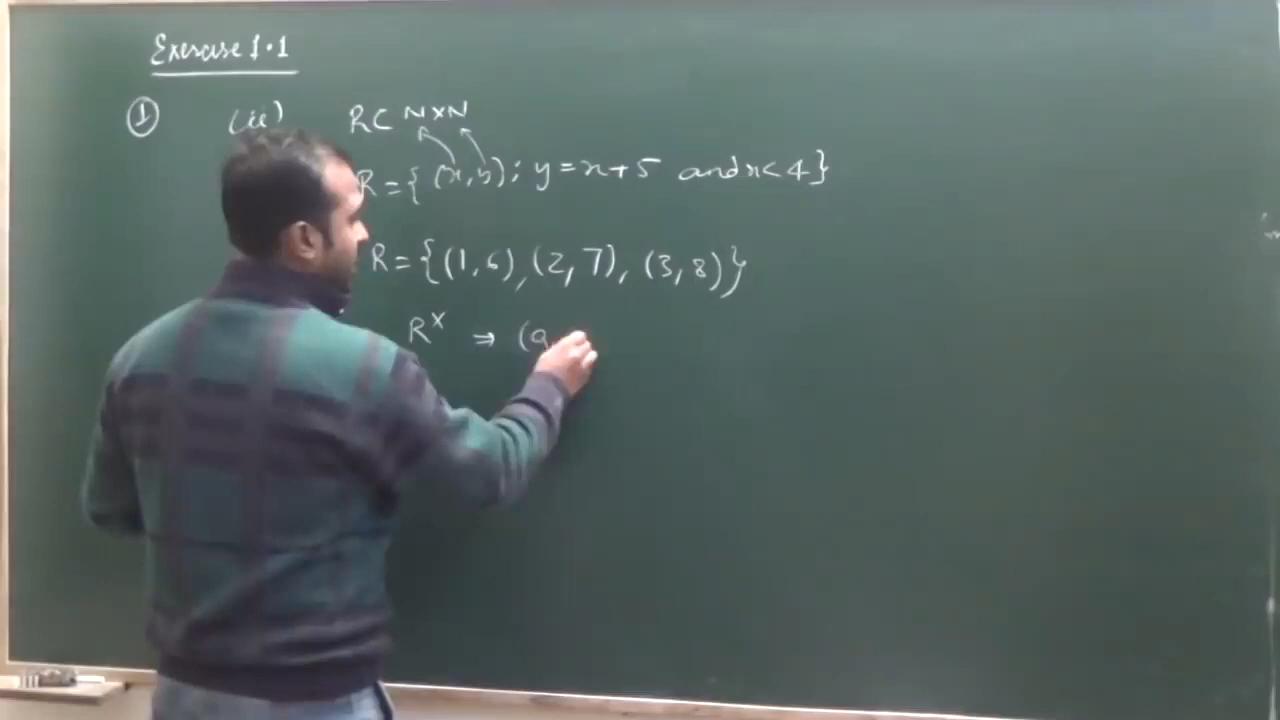 Exercise 1.1
① (ii) R⊂ N×N
R={(x,y); y=x+5 and x<4}
R={(1,6),(2,7),(3,8)}
R× ⇒ (a